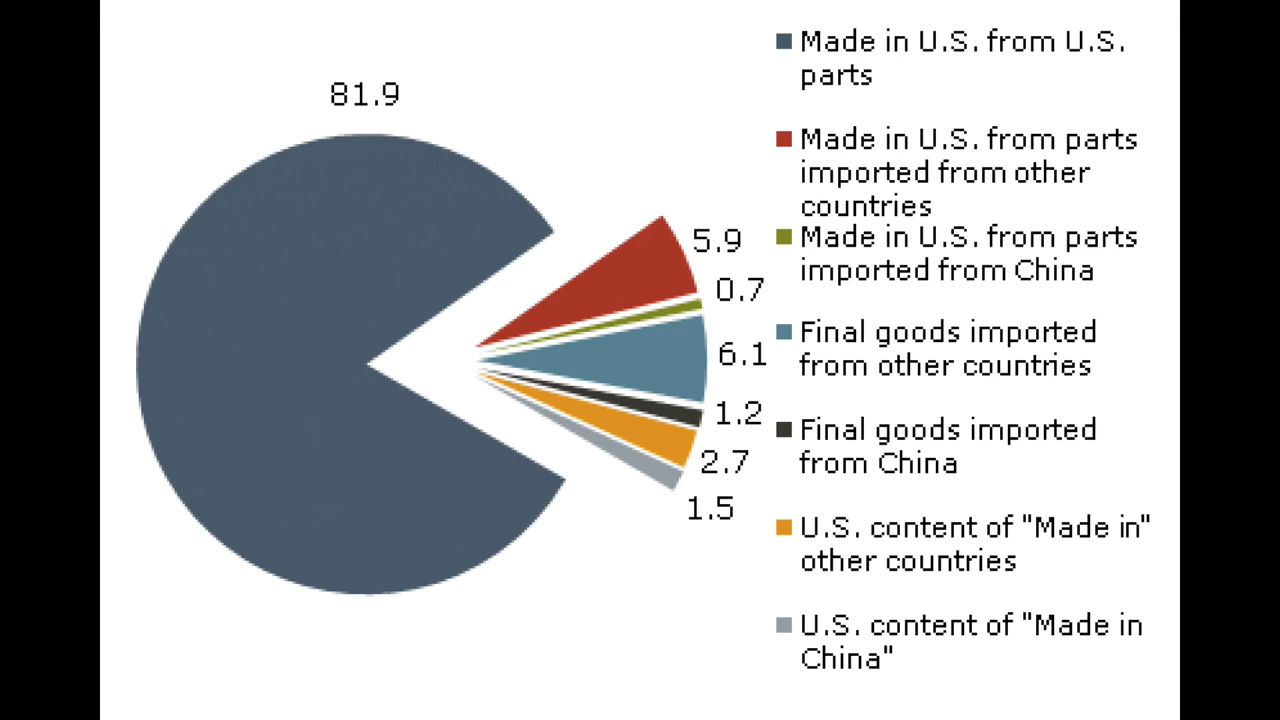 81.9
5.9
0.7
6.1
1.2
2.7
1.5
Made in U.S. from U.S.
parts
Made in U.S. from parts
imported from other
countries
Made in U.S. from parts
imported from China
Final goods imported
from other countries
Final goods imported
from China
U.S. content of "Made in"
other countries
U.S. content of "Made in
China"